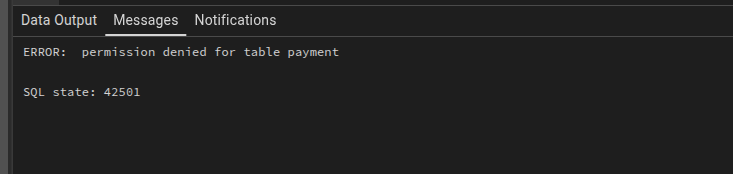 Data Output Messages Notifications
ERROR:  permission denied for table payment
SQL state: 42501